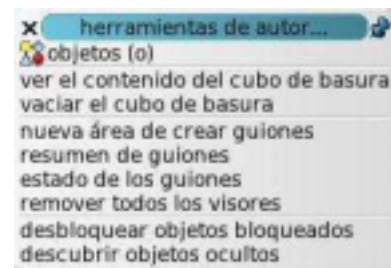 herramientas de autor...
objetos (o)
ver el contenido del cubo de basura
vaciar el cubo de basura
nueva área de crear guiones
resumen de guiones
estado de los guiones
remover todos los visores
desbloquear objetos bloqueados
descubrir objetos ocultos